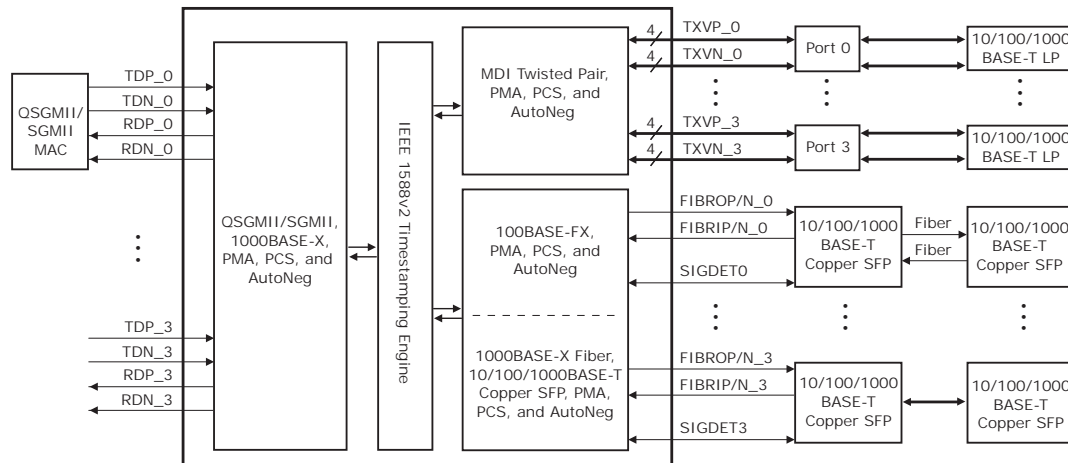 QSGMII/
SGMII
MAC
TDP_0
TDN_0
RDP_0
RDN_0
TDP_3
TDN_3
RDP_3
RDN_3
QSGMII/SGMII,
1000BASE-X,
PMA, PCS, and
AutoNeg
IEEE 1588v2 Timestamping Engine
MDI Twisted Pair,
PMA, PCS, and
AutoNeg
100BASE-FX,
PMA, PCS, and
AutoNeg
1000BASE-X Fiber,
10/100/1000BASE-T
Copper SFP, PMA,
PCS, and AutoNeg
4
TXVP_0
4
TXVN_0
4
TXVP_3
4
TXVN_3
Port 0
Port 3
10/100/1000
BASE-T LP
10/100/1000
BASE-T LP
FIBROP/N_0
FIBRIP/N_0
SIGDET0
10/100/1000
BASE-T
Copper SFP
Fiber
Fiber
10/100/1000
BASE-T
Copper SFP
FIBROP/N_3
FIBRIP/N_3
SIGDET3
10/100/1000
BASE-T
Copper SFP
10/100/1000
BASE-T
Copper SFP